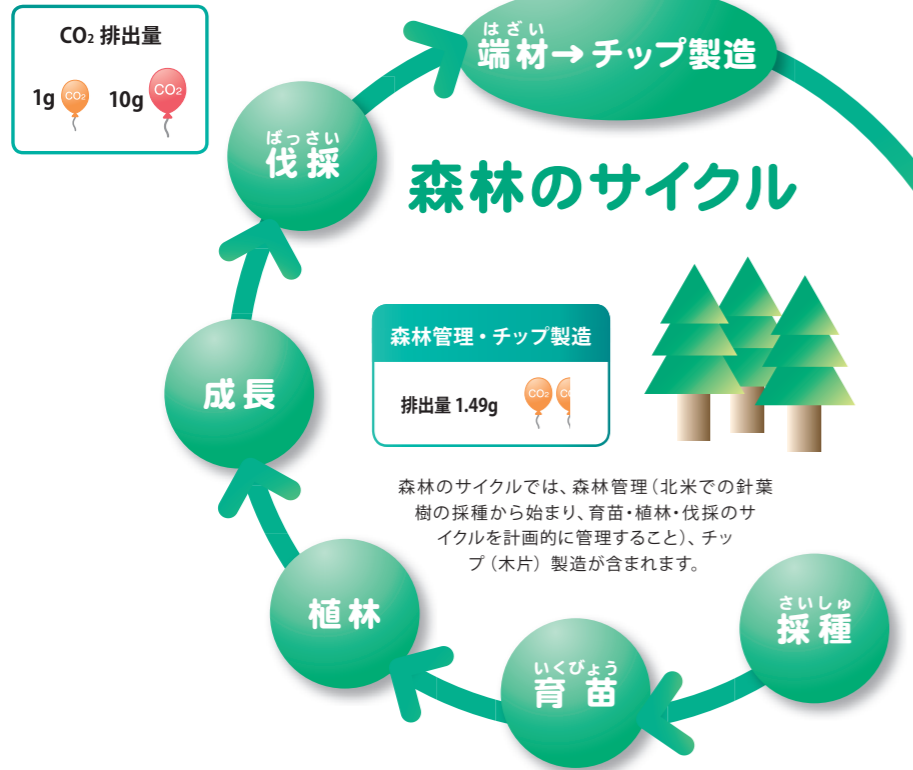 CO₂ 排出量
1g CO₂ 10g CO₂
はざい
端材→チップ製造
ばっさい
伐採
森林のサイクル
成長
森林管理・チップ製造
排出量 1.49g CO₂ C
森林のサイクルでは、森林管理（北米での針葉
樹の採種から始まり、育苗・植林・伐採のサ
イクルを計画的に管理すること）、チッ
プ（木片）製造が含まれます。
植林
いくびょう
育苗
さいしゅ
採種